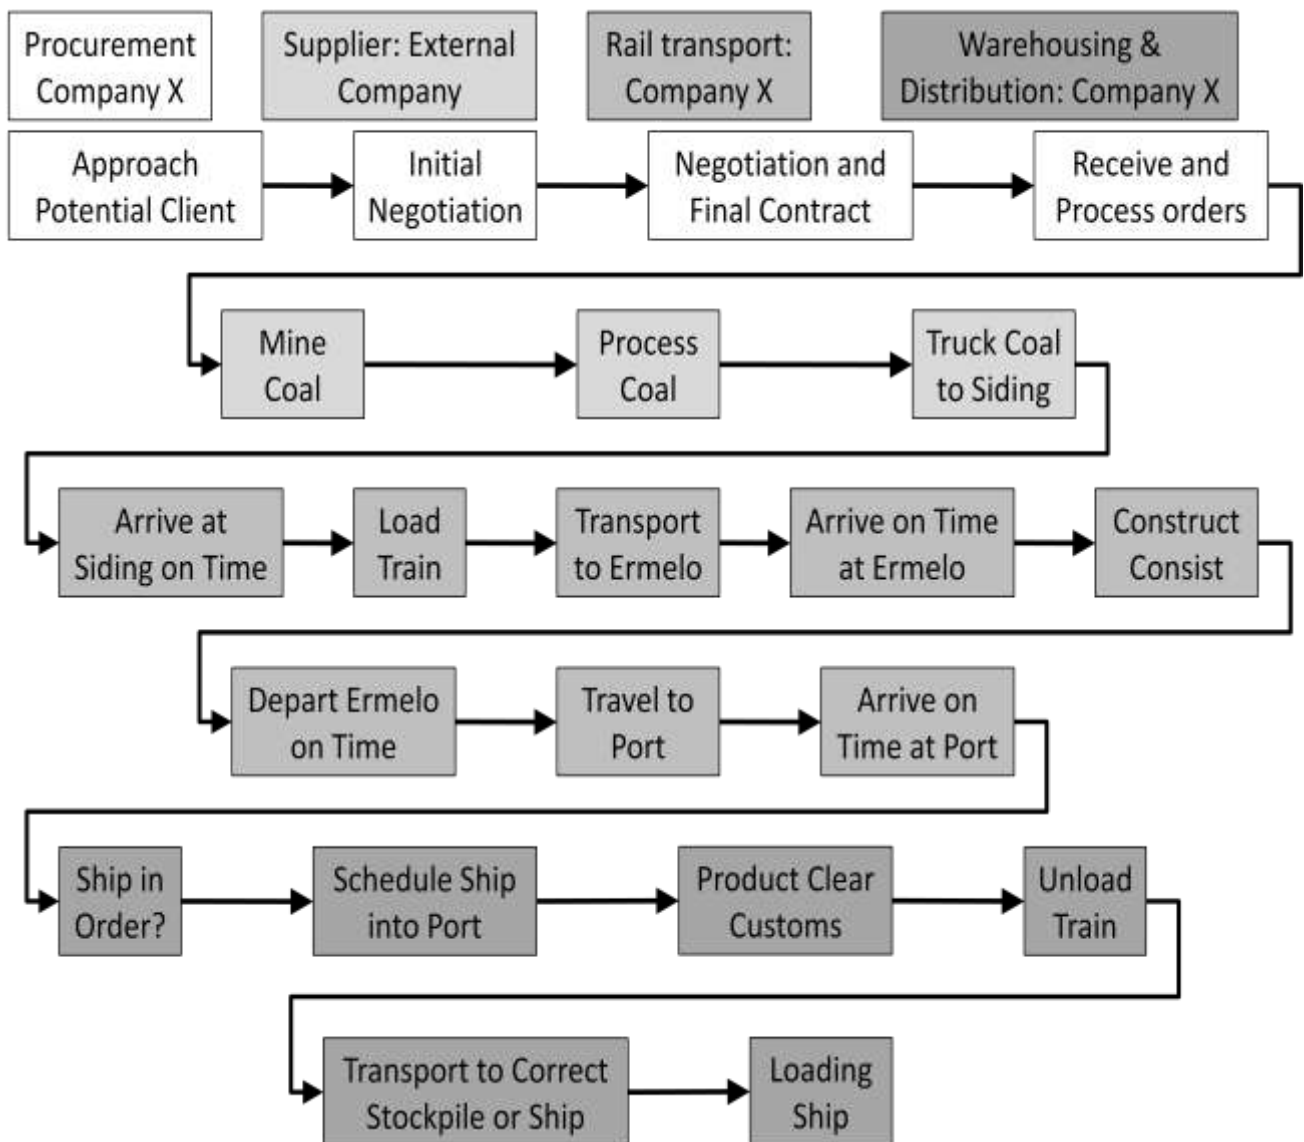 Procurement
Company X
Supplier: External
Company
Rail transport:
Company X
Warehousing &
Distribution: Company X
Approach
Potential Client
Initial
Negotiation
Negotiation and
Final Contract
Receive and
Process orders
Mine
Coal
Process
Coal
Truck Coal
to Siding
Arrive at
Siding on Time
Load
Train
Transport
to Ermelo
Arrive on Time
at Ermelo
Construct
Consist
Depart Ermelo
on Time
Travel to
Port
Arrive on
Time at Port
Ship in
Order?
Schedule Ship
into Port
Product Clear
Customs
Unload
Train
Transport to Correct
Stockpile or Ship
Loading
Ship